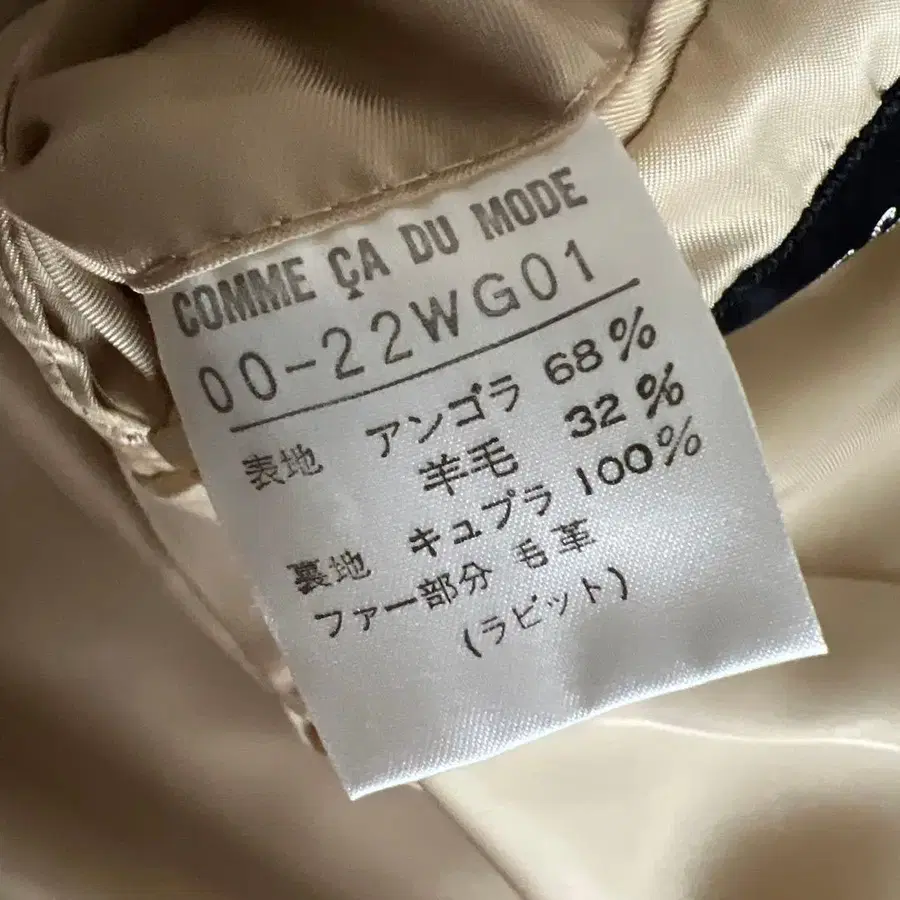 COMME ÇA DU MODE
00-22WG01
表地 アンゴラ 68%
羊毛 32%
裏地 キュプラ 100%
ファー部分 毛革
(ラビット)